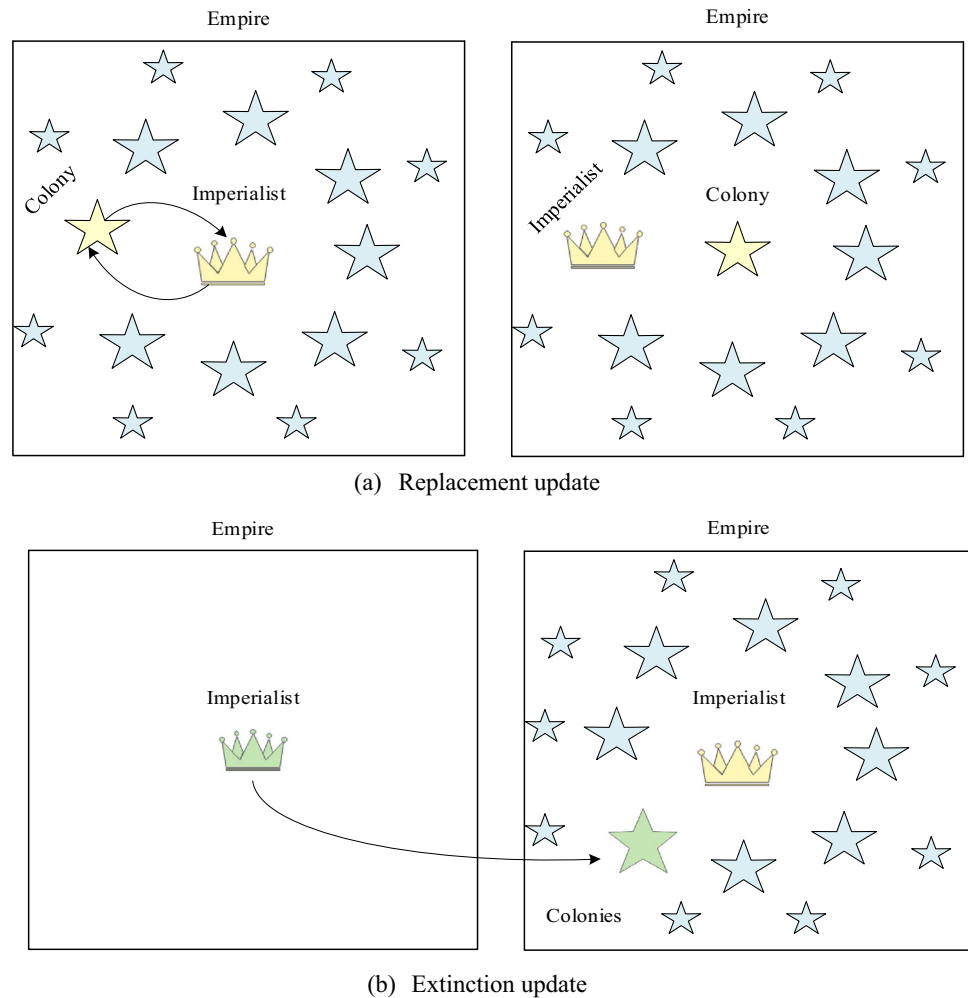 Empire
Empire
Colony
Imperialist
Imperialist
Colony
(a) Replacement update
Empire
Empire
Imperialist
Imperialist
Colonies
(b) Extinction update